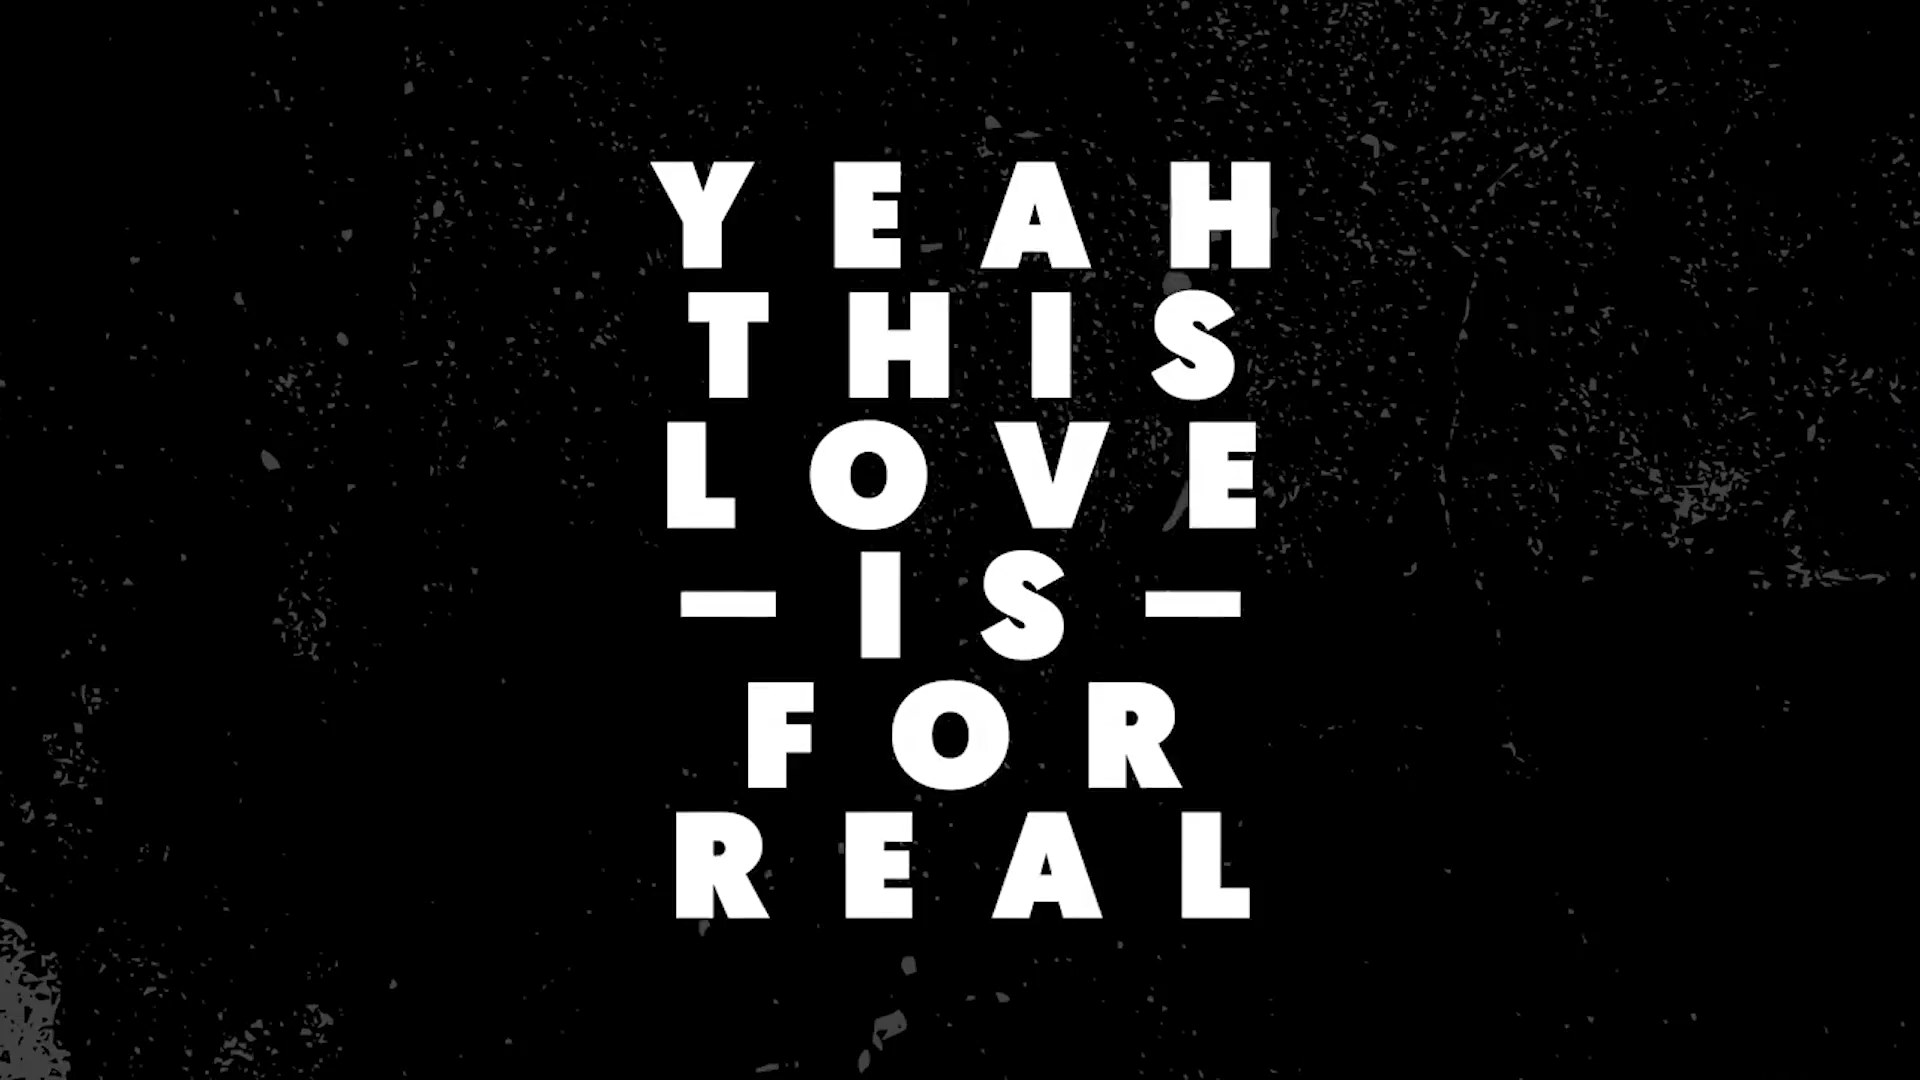 YEAH
THIS
LOVE
— IS —
FOR
REAL